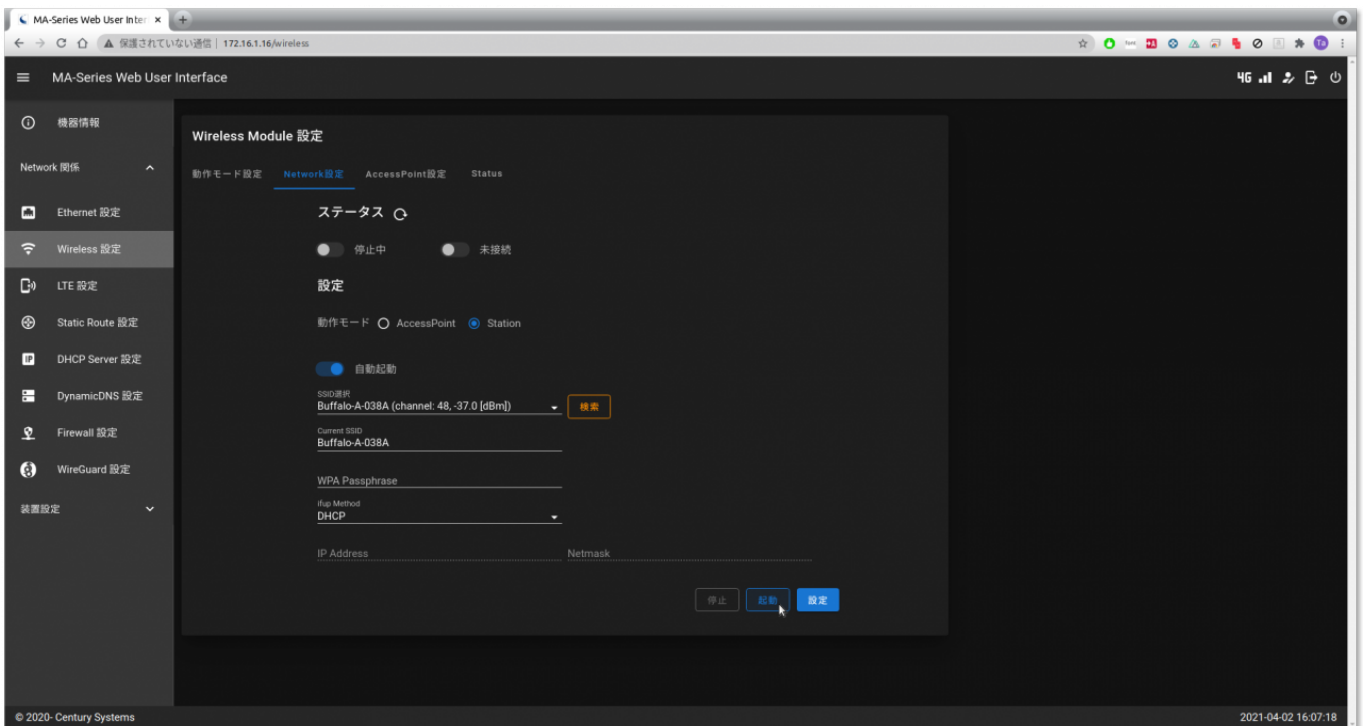 MA-Series Web User Inter
保護されていない通信 | 172.16.1.16/wireless
MA-Series Web User Interface
4G
機器情報
Network 関係
Ethernet 設定
Wireless 設定
LTE 設定
Static Route 設定
IP
DHCP Server 設定
DynamicDNS 設定
Firewall 設定
WireGuard 設定
装置設定
Wireless Module 設定
動作モード設定 Network設定 AccessPoint設定 Status
ステータス
停止中 未接続
設定
動作モード AccessPoint Station
自動起動
SSID選択
Buffalo-A-038A (channel: 48, -37.0 [dBm]) 検索
Current SSID
Buffalo-A-038A
WPA Passphrase
Ifup Method
DHCP
IP Address Netmask
停止 起動 設定
© 2020- Century Systems
2021-04-02 16:07:18